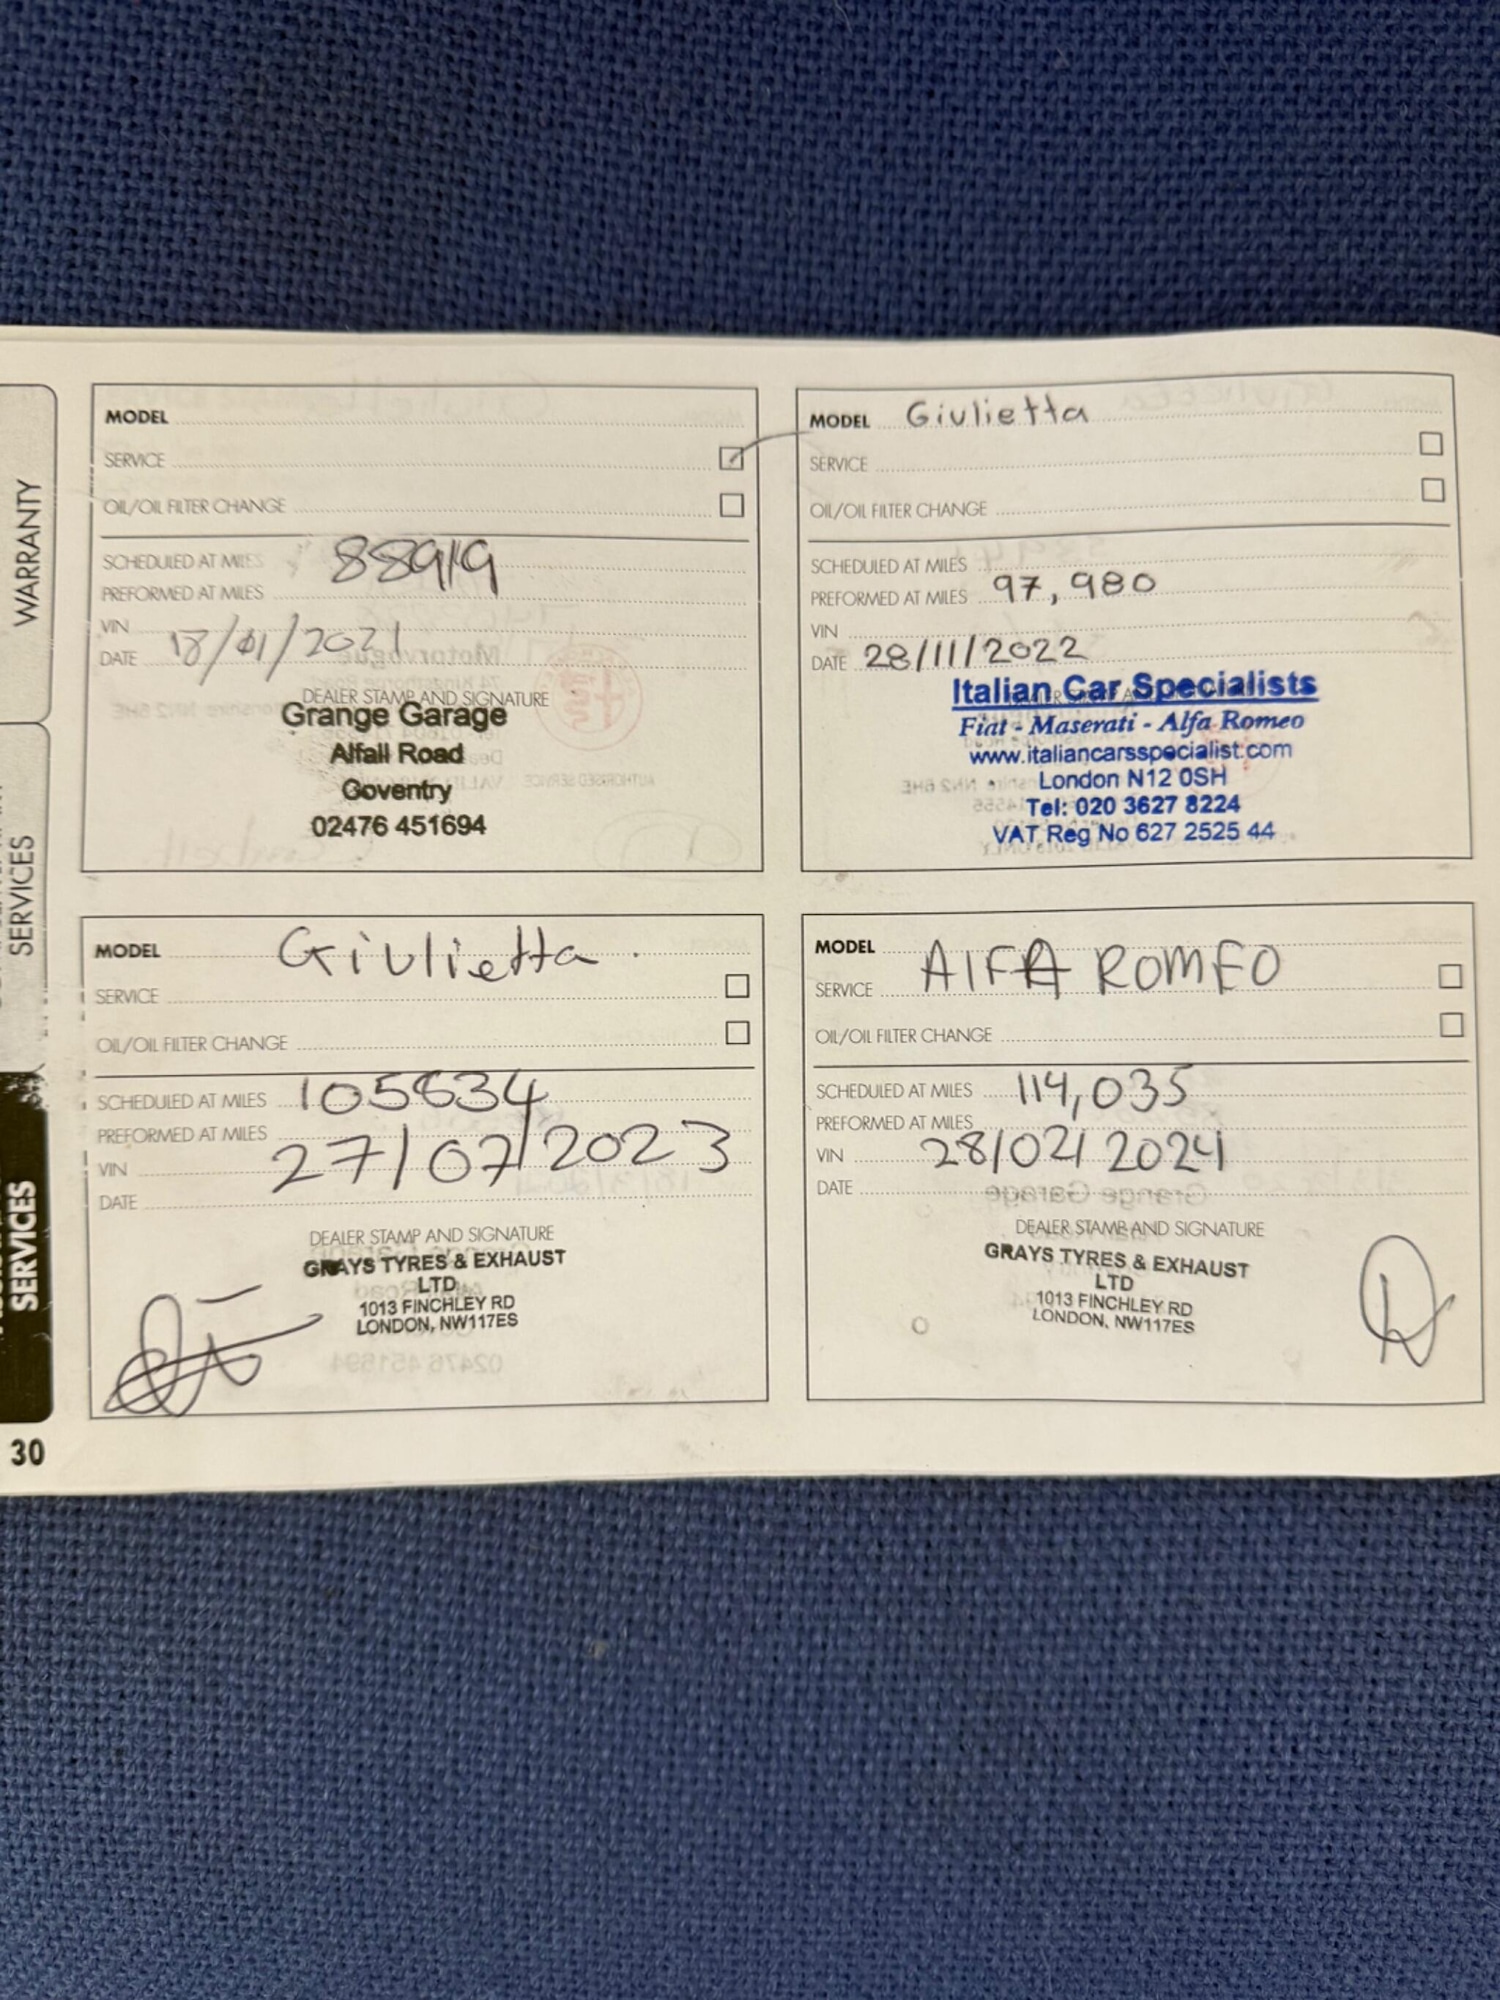 WARRANTY
SERVICES
SERVICES
30
MODEL
SERVICE
OIL/OIL FILTER CHANGE
SCHEDULED AT MILES 88919
PREFORMED AT MILES
VIN
DATE 18/01/2021
DEALER STAMP AND SIGNATURE
Grange Garage
Alfall Road
Coventry
02476 451694
MODEL Giulietta
SERVICE
OIL/OIL FILTER CHANGE
SCHEDULED AT MILES
PREFORMED AT MILES 97,980
VIN
DATE 28/11/2022
Italian Car Specialists
Fiat - Maserati - Alfa Romeo
www.italiancarsspecialist.com
London N12 0SH
Tel: 020 3627 8224
VAT Reg No 627 2525 44
MODEL Giulietta
SERVICE
OIL/OIL FILTER CHANGE
SCHEDULED AT MILES 105634
PREFORMED AT MILES
VIN 27/07/2023
DATE
DEALER STAMP AND SIGNATURE
GRAYS TYRES & EXHAUST
LTD
1013 FINCHLEY RD
LONDON, NW117ES
MODEL AlFA ROMEO
SERVICE
OIL/OIL FILTER CHANGE
SCHEDULED AT MILES 114,035
PREFORMED AT MILES
VIN 28/02/2024
DATE
DEALER STAMP AND SIGNATURE
GRAYS TYRES & EXHAUST
LTD
1013 FINCHLEY RD
LONDON, NW117ES